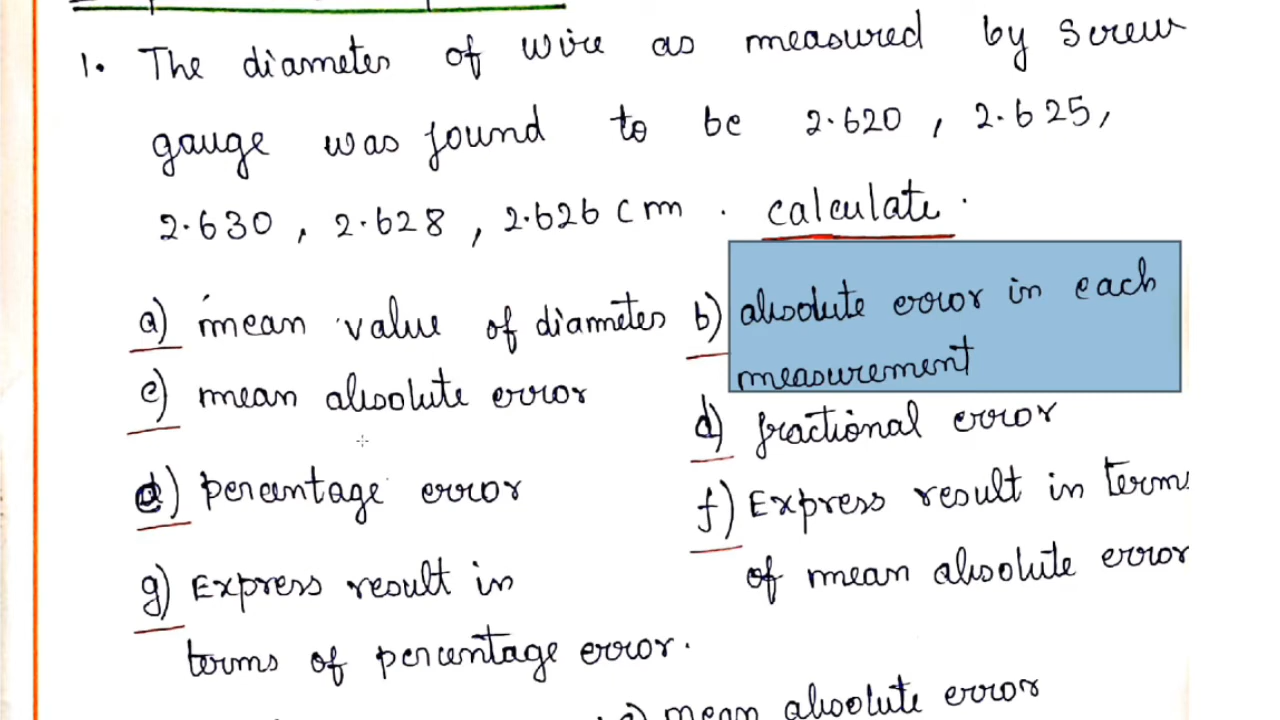 1. The diameter of wire as measured by screw
gauge was found to be 2.620 , 2.625,
2.630 , 2.628 , 2.626 cm . calculate .
a) mean value of diameter b) absolute error in each
measurement
c) mean absolute error
d) fractional error
e) percentage error
f) Express result in terms
of mean absolute error
g) Express result in
terms of percentage error.
mean absolute error